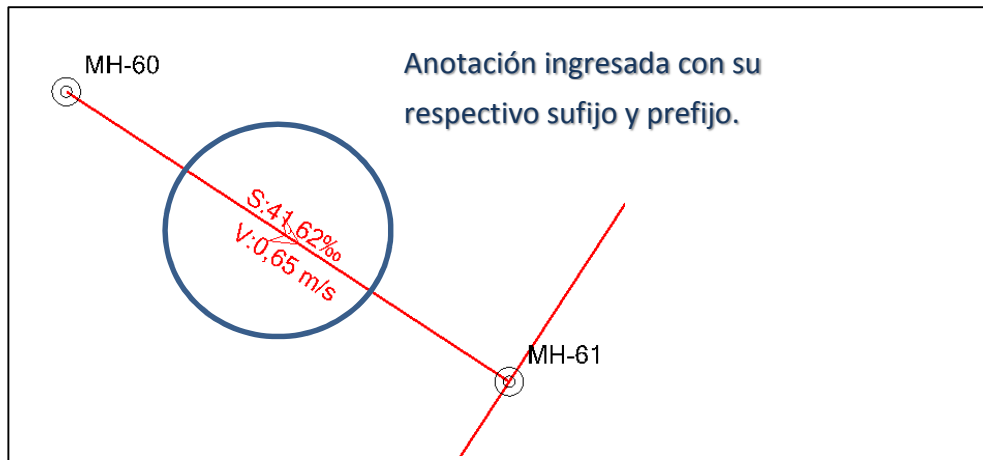 MH-60
Anotación ingresada con su
respectivo sufijo y prefijo.
S:41,62‰
V:0,65 m/s
MH-61